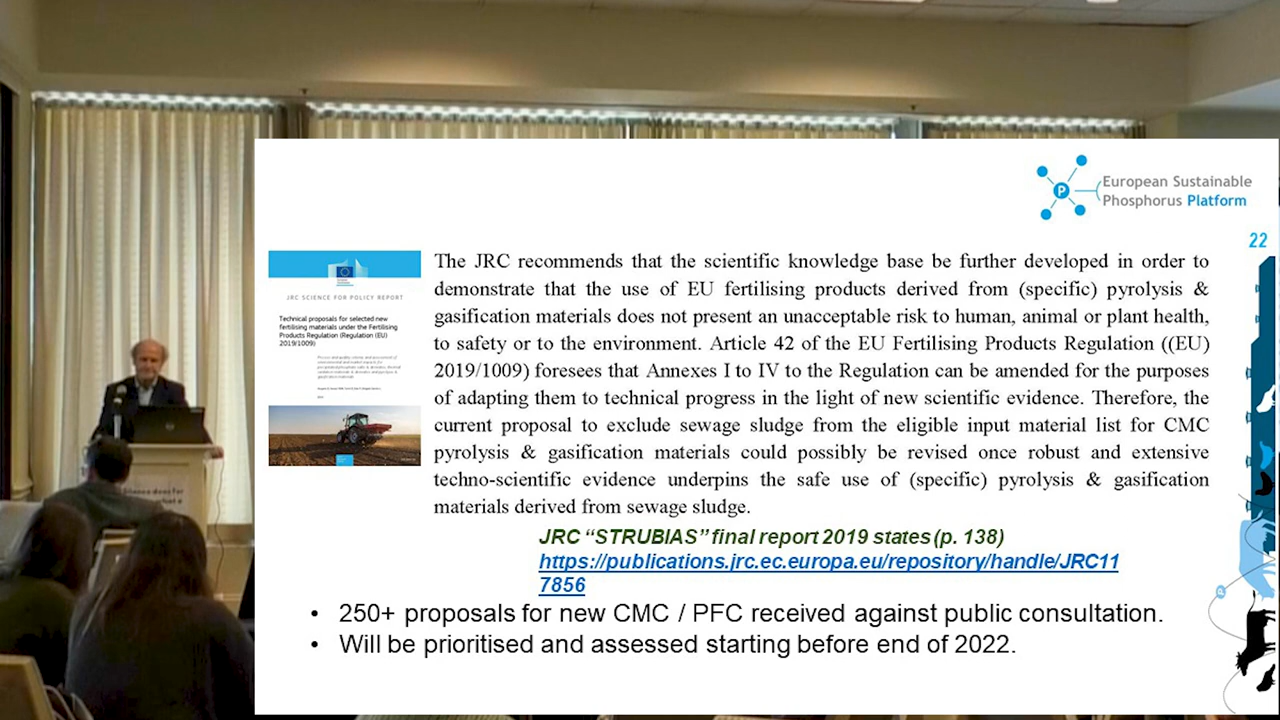 European Sustainable
Phosphorus Platform
22
JRC SCIENCE FOR POLICY REPORT
Technical proposals for selected new
fertilising materials under the Fertilising
Products Regulation (Regulation (EU)
2019/1009)
The JRC recommends that the scientific knowledge base be further developed in order to
demonstrate that the use of EU fertilising products derived from (specific) pyrolysis &
gasification materials does not present an unacceptable risk to human, animal or plant health,
to safety or to the environment. Article 42 of the EU Fertilising Products Regulation ((EU)
2019/1009) foresees that Annexes I to IV to the Regulation can be amended for the purposes
of adapting them to technical progress in the light of new scientific evidence. Therefore, the
current proposal to exclude sewage sludge from the eligible input material list for CMC
pyrolysis & gasification materials could possibly be revised once robust and extensive
techno-scientific evidence underpins the safe use of (specific) pyrolysis & gasification
materials derived from sewage sludge.
JRC “STRUBIAS” final report 2019 states (p. 138)
https://publications.jrc.ec.europa.eu/repository/handle/JRC11
7856
• 250+ proposals for new CMC / PFC received against public consultation.
• Will be prioritised and assessed starting before end of 2022.